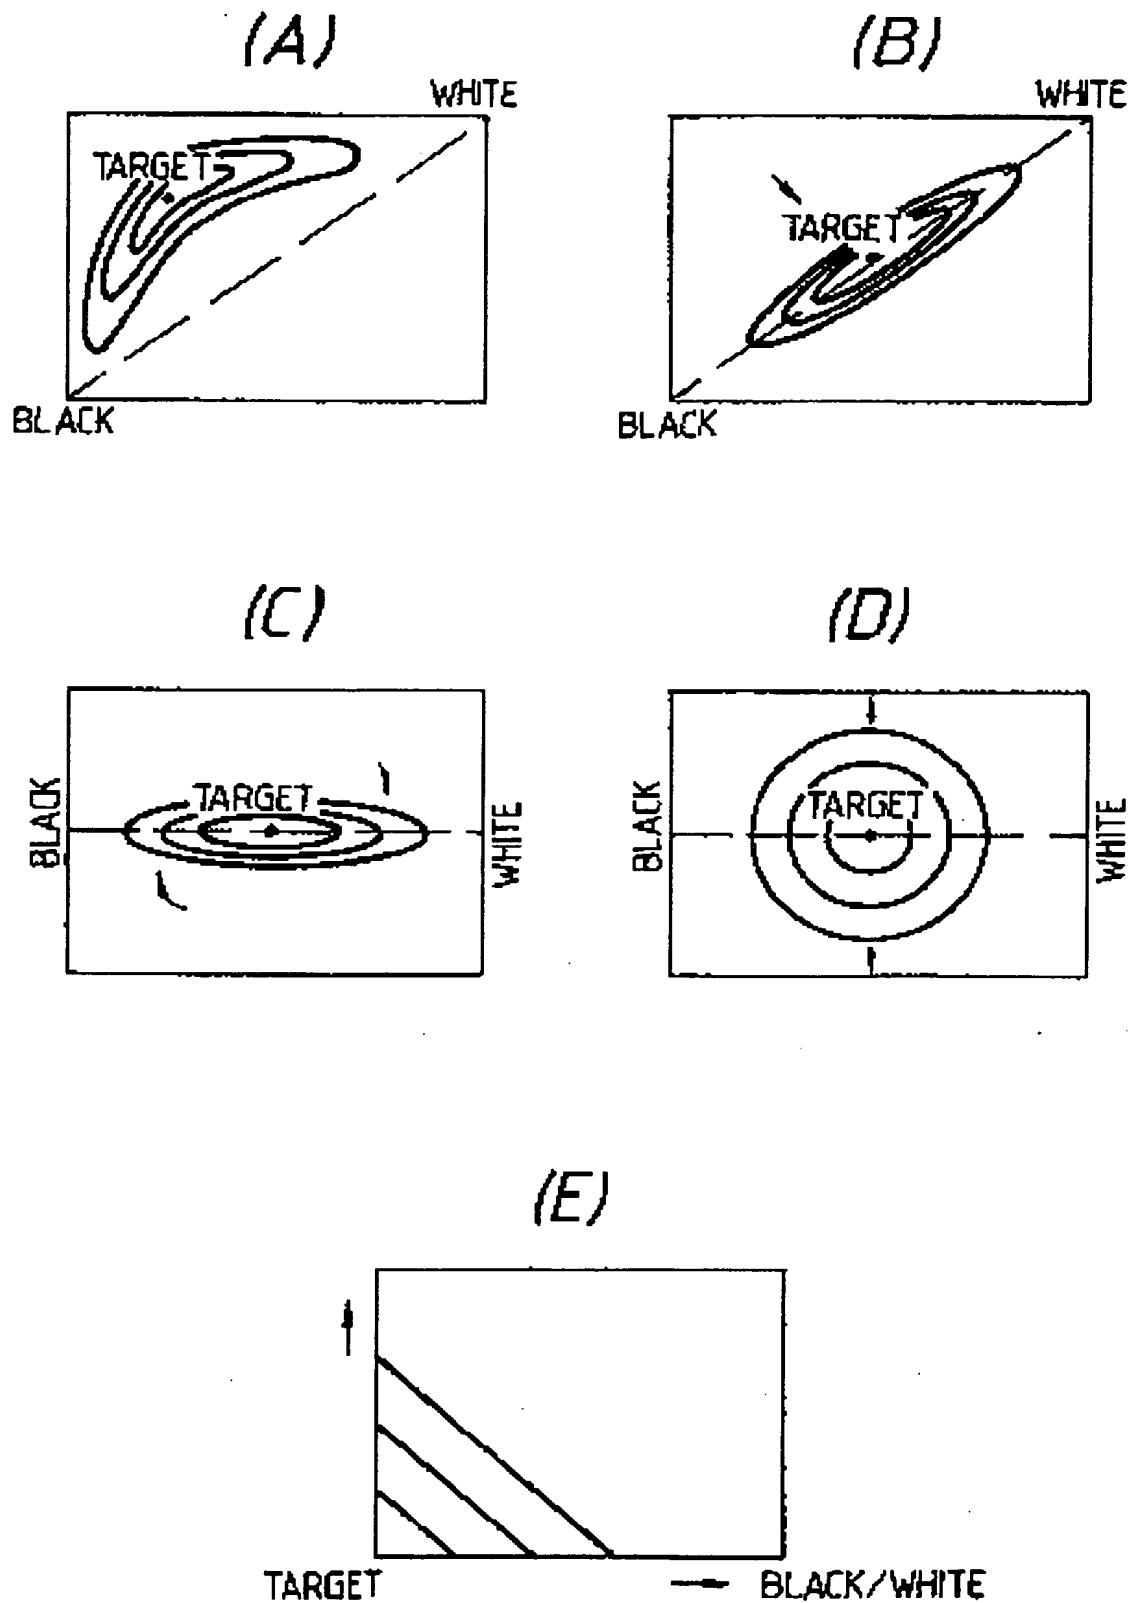 (A)
WHITE
TARGET
BLACK
(B)
WHITE
TARGET
BLACK
(C)
BLACK
TARGET
WHITE
(D)
BLACK
TARGET
WHITE
(E)
TARGET
BLACK/WHITE